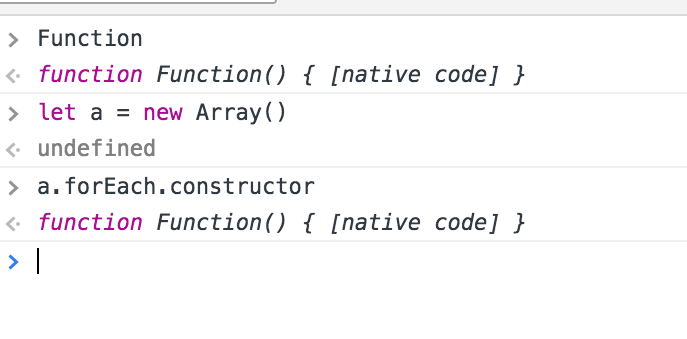 > Function
<· function Function() { [native code] }
> let a = new Array()
<· undefined
> a.forEach.constructor
<· function Function() { [native code] }
>